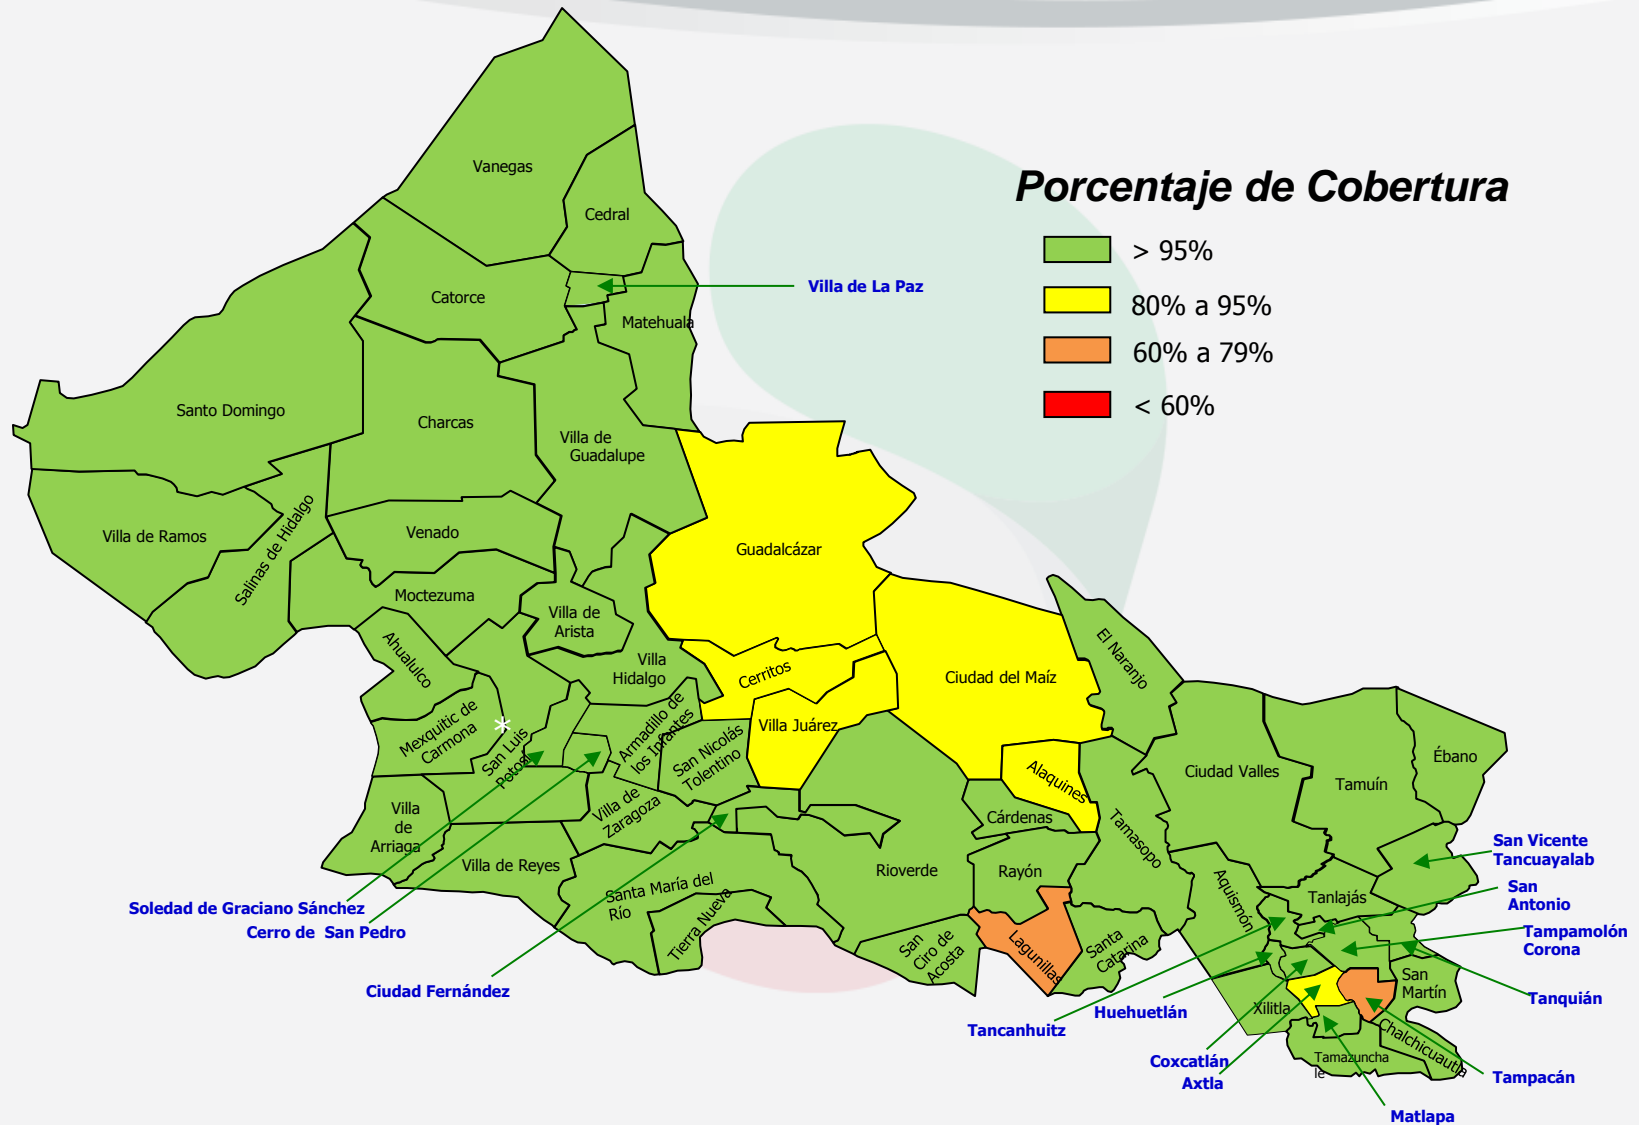 Porcentaje de Cobertura
> 95%
80% a 95%
60% a 79%
< 60%
Vanegas
Cedral
Catorce
Villa de La Paz
Matehuala
Santo Domingo
Charcas
Villa de
Guadalupe
Villa de Ramos
Salinas de Hidalgo
Venado
Guadalcázar
Moctezuma
Villa de
Arista
Ahualulco
Villa
Hidalgo
Cerritos
Ciudad del Maíz
El Naranjo
Mexquitic de
Carmona
*
San Luis
Potosí
Armadillo de
los Infantes
San Nicolás
Tolentino
Villa Juárez
Alaquines
Ciudad Valles
Tamuín
Ébano
Villa
de
Arriaga
Villa de
Zaragoza
Cárdenas
Tamasopo
Villa de Reyes
Rioverde
Rayón
San Vicente
Tancuayalab
Santa María del
Río
Tierra Nueva
Aquismón
Tanlajás
San
Antonio
Soledad de Graciano Sánchez
Cerro de San Pedro
San
Ciro de
Acosta
Lagunillas
Santa
Catarina
Tampamolón
Corona
Ciudad Fernández
San
Martín
Tanquián
Xilitla
Huehuetlán
Tancanhuitz
Chalchicuautla
Coxcatlán
Axtla
Tamazuncha
le
Tampacán
Matlapa